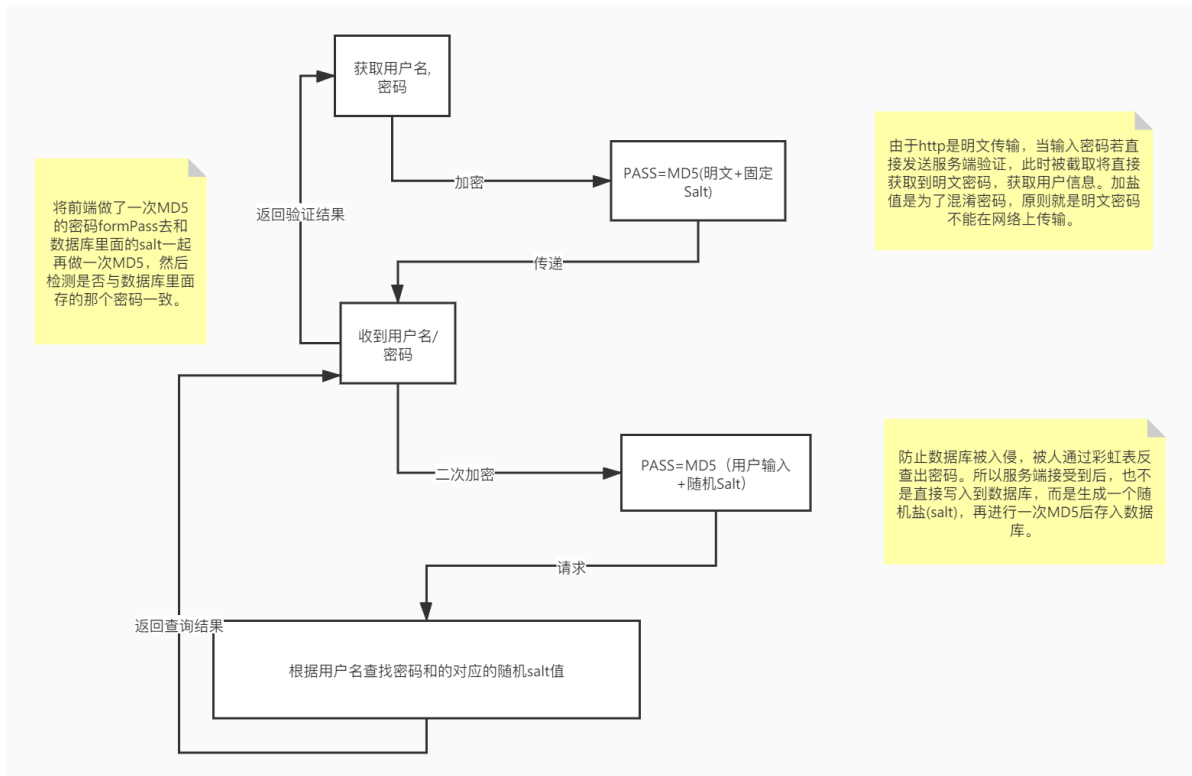 获取用户名,
密码
加密
PASS=MD5(明文+固定
Salt)
由于http是明文传输，当输入密码若直
接发送服务端验证，此时被截取将直接
获取到明文密码，获取用户信息。加盐
值是为了混淆密码，原则就是明文密码
不能在网络上传输。
返回验证结果
将前端做了一次MD5
的密码formPass去和
数据库里面的salt一起
再做一次MD5，然后
检测是否与数据库里面
存的那个密码一致。
传递
收到用户名/
密码
二次加密
PASS=MD5（用户输入
+随机Salt）
防止数据库被入侵，被人通过彩虹表反
查出密码。所以服务端接受到后，也不
是直接写入到数据库，而是生成一个随
机盐(salt)，再进行一次MD5后存入数据
库。
请求
返回查询结果
根据用户名查找密码和的对应的随机salt值